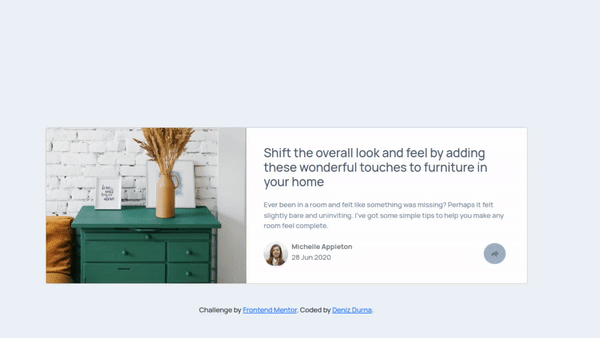 Shift the overall look and feel by adding
these wonderful touches to furniture in
your home
Ever been in a room and felt like something was missing? Perhaps it felt
slightly bare and uninviting. I've got some simple tips to help you make any
room feel complete.
Michelle Appleton
28 Jun 2020
Challenge by Frontend Mentor. Coded by Deniz Durna.